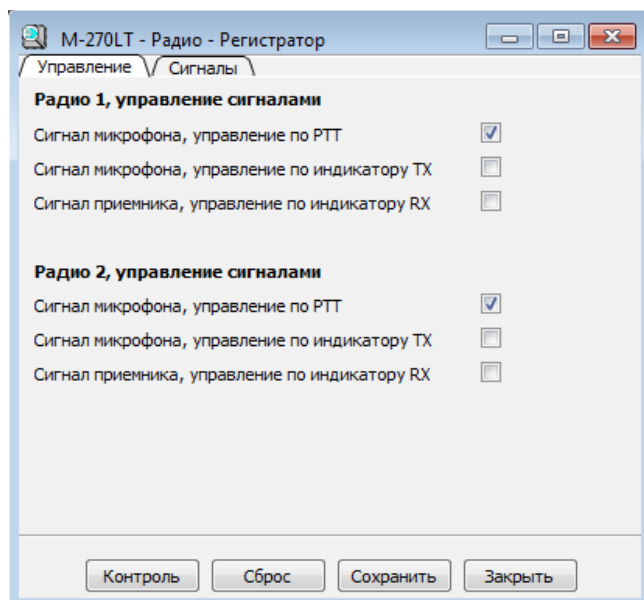 М-270LT - Радио - Регистратор
Управление Сигналы
Радио 1, управление сигналами
Сигнал микрофона, управление по PTT
Сигнал микрофона, управление по индикатору TX
Сигнал приемника, управление по индикатору RX
Радио 2, управление сигналами
Сигнал микрофона, управление по PTT
Сигнал микрофона, управление по индикатору TX
Сигнал приемника, управление по индикатору RX
Контроль Сброс Сохранить Закрыть